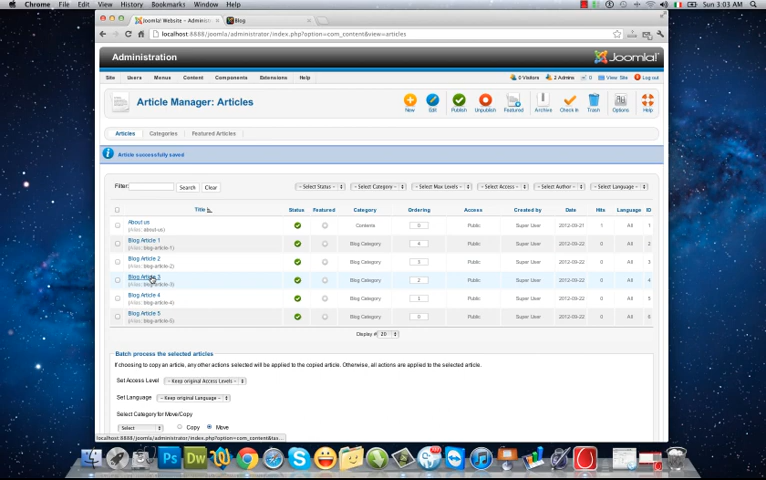 Chrome File Edit View History Bookmarks Window Help Sun 3:03 AM
Joomla! Website - Administr... Blog
localhost:8888/joomla/administrator/index.php?option=com_content&view=articles
Administration Joomla!
Site Users Menus Content Components Extensions Help 0 Visitors 2 Admins 0 View Site Log out
Article Manager: Articles
New Edit Publish Unpublish Featured Archive Check In Trash Options Help
Articles Categories Featured Articles
Article successfully saved
Filter: Search Clear - Select Status - - Select Category - - Select Max Levels - - Select Access - - Select Author - - Select Language -
Title Status Featured Category Ordering Access Created by Date Hits Language ID
About us 0 Public Super User 2012-09-21 1 All 1
(Alias: about-us)
Blog Article 1 Blog Category 4 Public Super User 2012-09-22 0 All 2
(Alias: blog-article-1)
Blog Article 2 Blog Category 3 Public Super User 2012-09-22 0 All 3
(Alias: blog-article-2)
Blog Article 3 Blog Category 2 Public Super User 2012-09-22 0 All 4
(Alias: blog-article-3)
Blog Article 4 Blog Category 1 Public Super User 2012-09-22 0 All 5
(Alias: blog-article-4)
Blog Article 5 Blog Category 0 Public Super User 2012-09-22 0 All 6
Display # 20
Batch process the selected articles
If choosing to copy an article, any other actions selected will be applied to the copied article. Otherwise, all actions are applied to the selected article.
Set Access Level - Keep original Access Levels -
Set Language - Keep original Language -
Select Category for Move/Copy
Select Copy Move
localhost:8888/joomla/administrator/index.php?option=com_content&tas...
Ps Dw